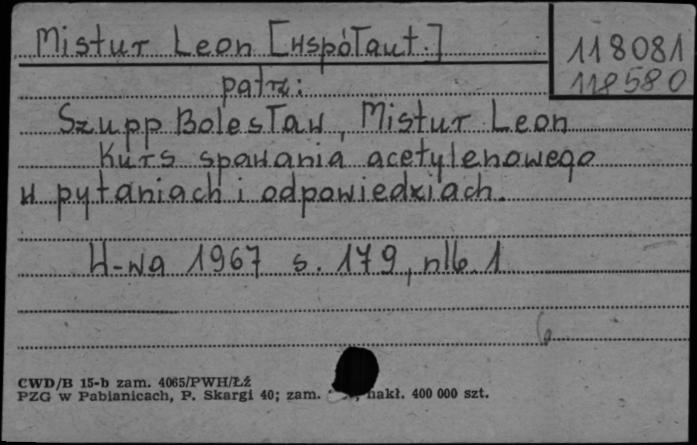 Mistur Leon [współaut.]
118081
118580
patrz:
Szupp Bolesław, Mistur Leon
Kurs spawania acetylenowego
w pytaniach i odpowiedziach.
W-wa 1967 s. 179, nlb. 1
CWD/B 15-b zam. 4065/PWH/Łź
PZG w Pabianicach, P. Skargi 40; zam. nakł. 400 000 szt.